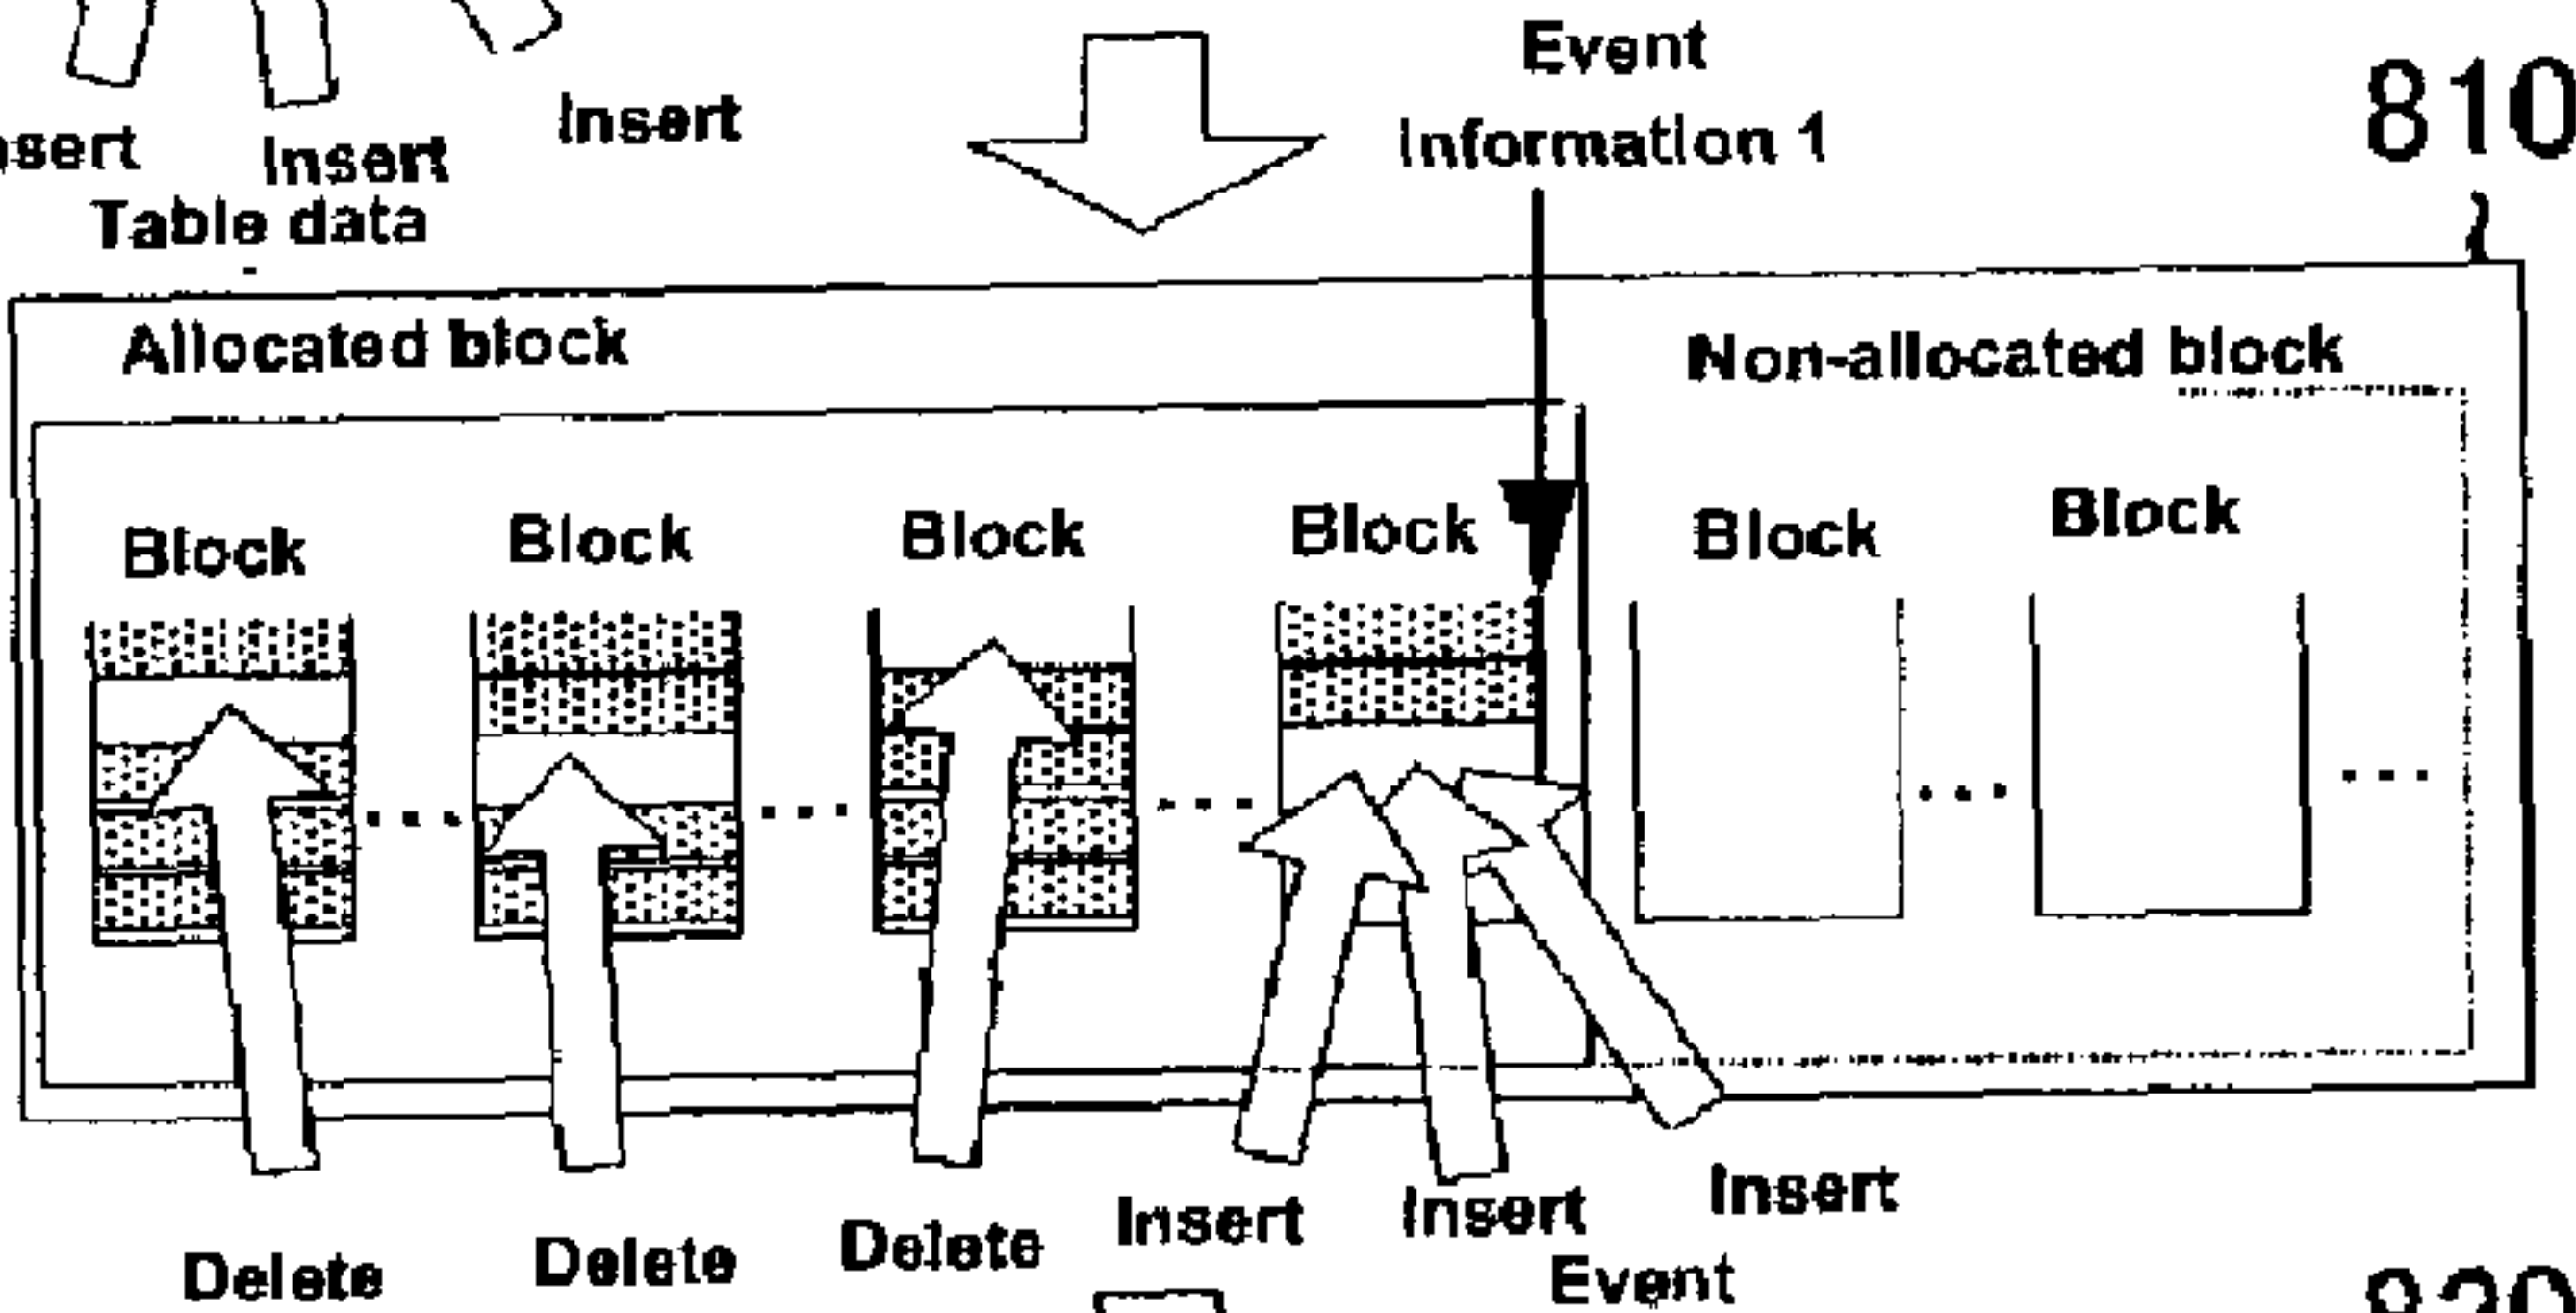 Event
Information 1
810
Insert
Insert
Table data
Allocated block
Non-allocated block
Block
Block
Block
Block
Block
Block
Insert
Insert
Insert
Delete
Delete
Delete
Event